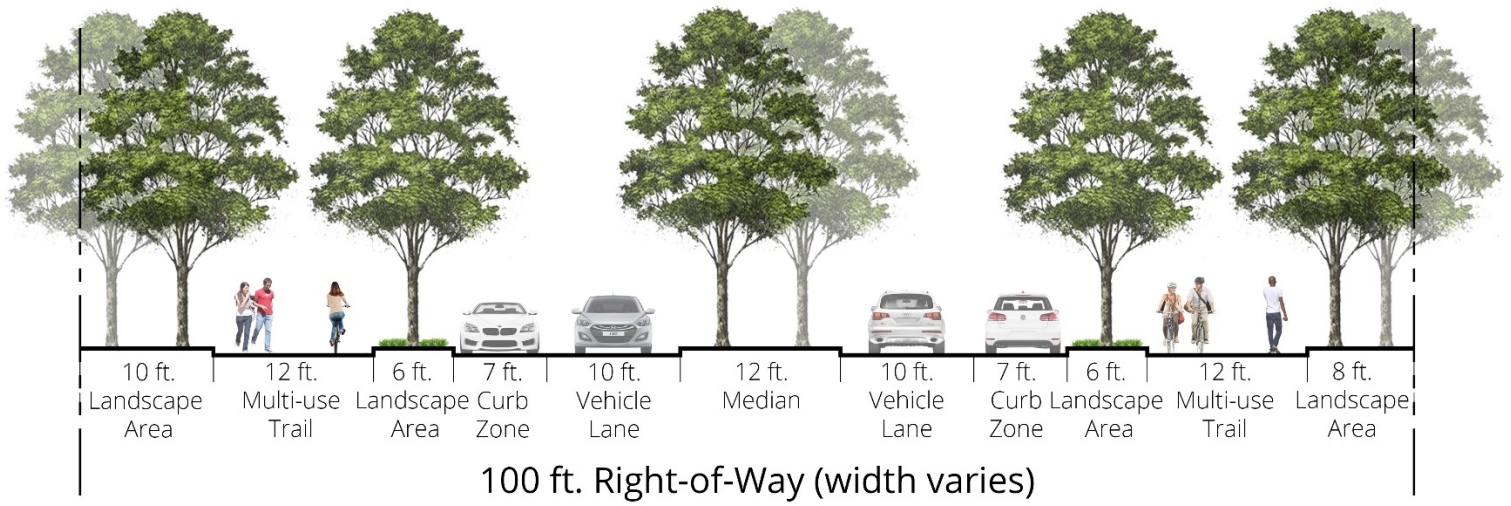 10 ft. 12 ft. 6 ft. 7 ft. 10 ft. 12 ft. 10 ft. 7 ft. 6 ft. 12 ft. 8 ft.
Landscape Multi-use Landscape Curb Vehicle Median Vehicle Curb Landscape Multi-use Landscape
Area Trail Area Zone Lane Lane Zone Area Trail Area
100 ft. Right-of-Way (width varies)